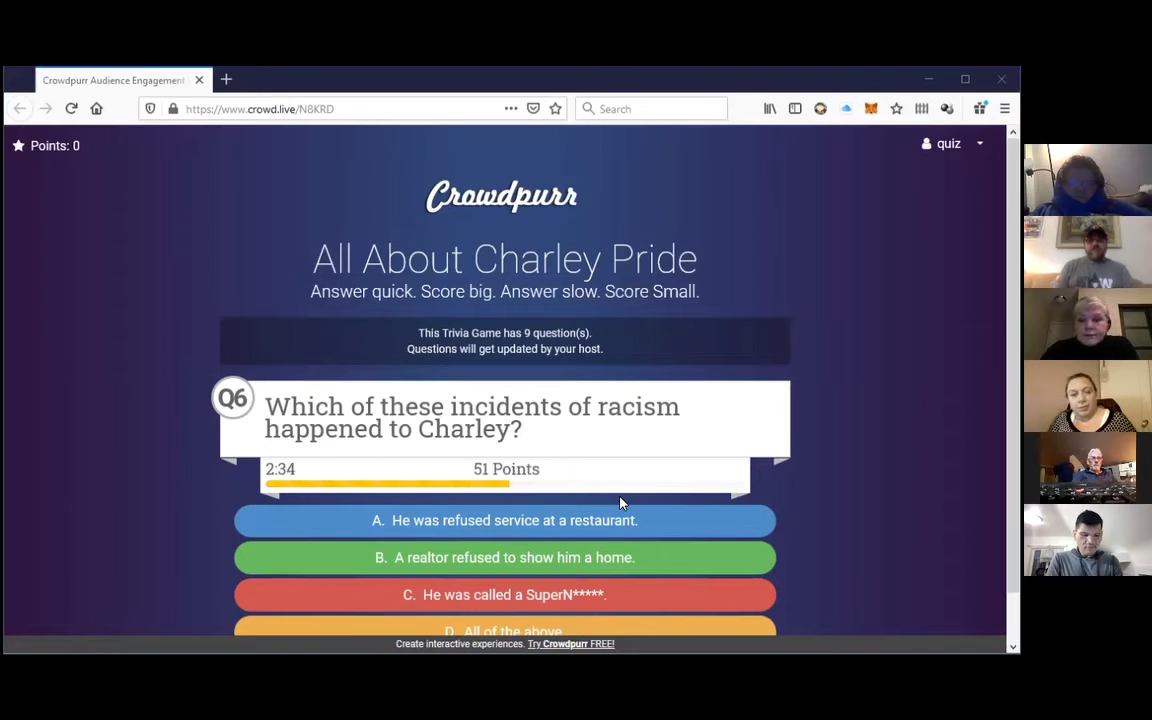 Crowdpurr Audience Engagement
https://www.crowd.live/N8KRD
Search
Points: 0
quiz
Crowdpurr
All About Charley Pride
Answer quick. Score big. Answer slow. Score Small.
This Trivia Game has 9 question(s).
Questions will get updated by your host.
Q6
Which of these incidents of racism
happened to Charley?
2:34
51 Points
A. He was refused service at a restaurant.
B. A realtor refused to show him a home.
C. He was called a SuperN*****.
D. All of the above.
Create interactive experiences. Try Crowdpurr FREE!